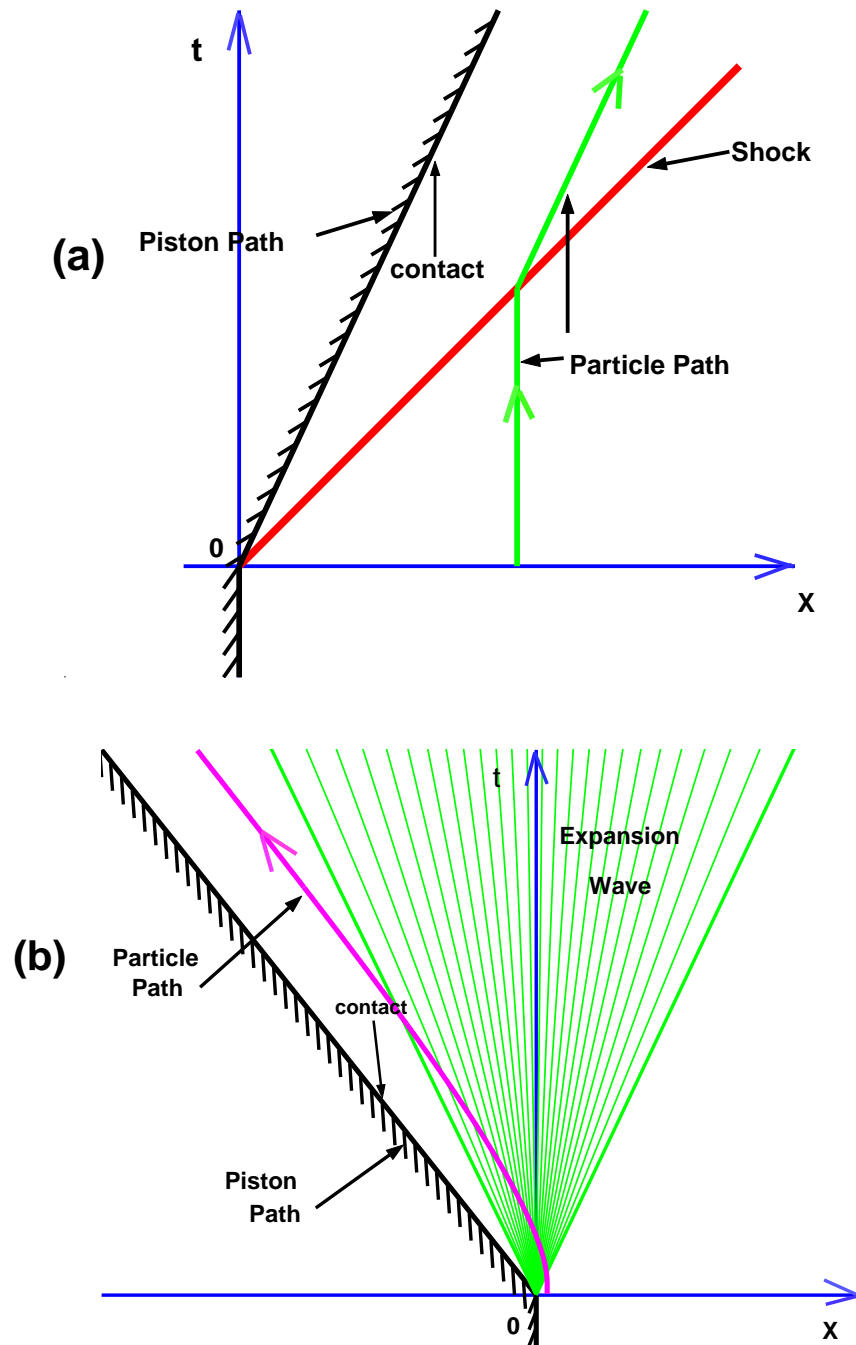 t
Shock
Piston Path
(a)
contact
Particle Path
0
X
t
Expansion
Wave
(b)
Particle
Path
contact
Piston
Path
0
X